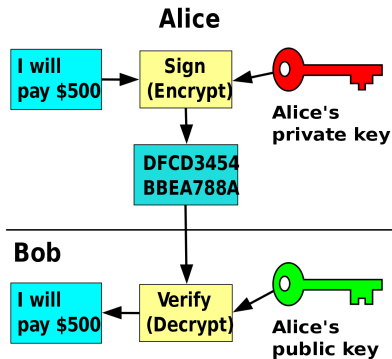 Alice
I will
pay $500
Sign
(Encrypt)
Alice's
private key
DFCD3454
BBEA788A
Bob
I will
pay $500
Verify
(Decrypt)
Alice's
public key